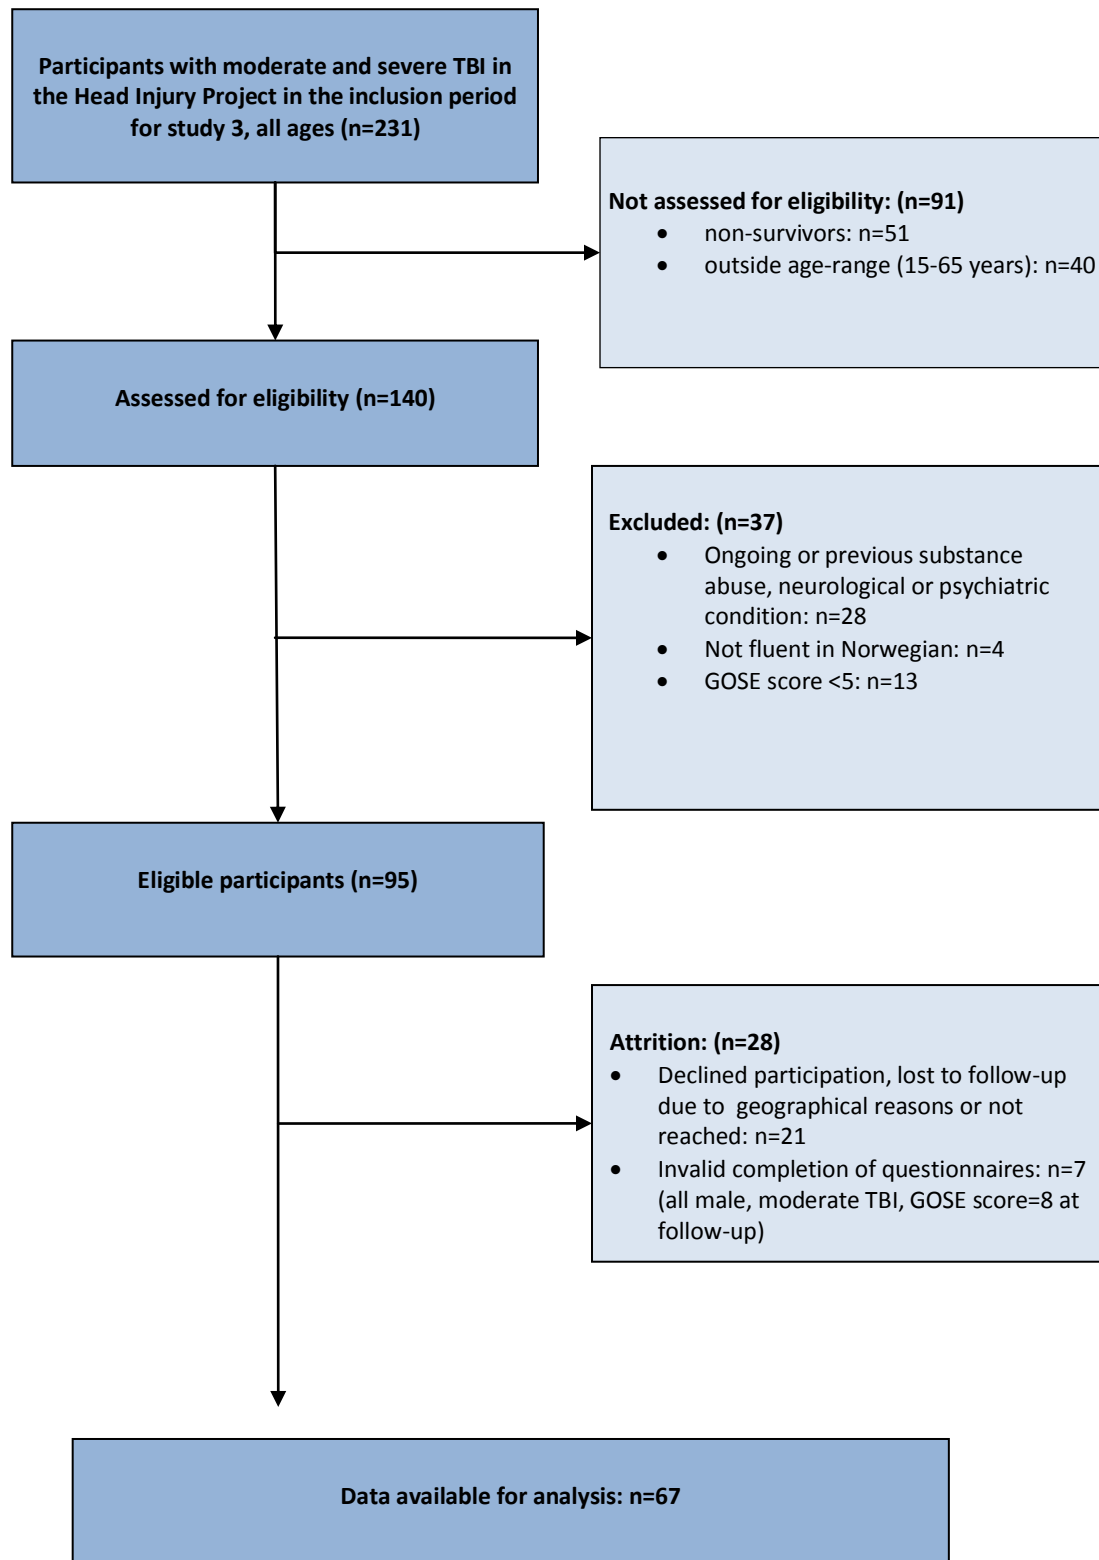 Participants with moderate and severe TBI in
the Head Injury Project in the inclusion period
for study 3, all ages (n=231)
Not assessed for eligibility: (n=91)
• non-survivors: n=51
• outside age-range (15-65 years): n=40
Assessed for eligibility (n=140)
Excluded: (n=37)
• Ongoing or previous substance
abuse, neurological or psychiatric
condition: n=28
• Not fluent in Norwegian: n=4
• GOSE score <5: n=13
Eligible participants (n=95)
Attrition: (n=28)
• Declined participation, lost to follow-up
due to geographical reasons or not
reached: n=21
• Invalid completion of questionnaires: n=7
(all male, moderate TBI, GOSE score=8 at
follow-up)
Data available for analysis: n=67